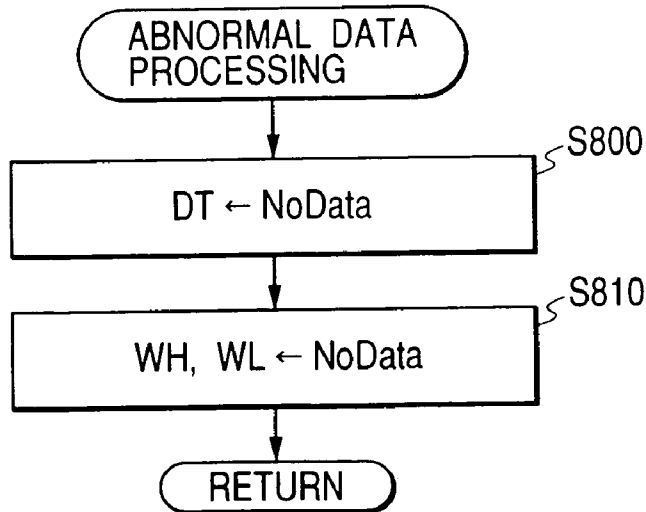 ABNORMAL DATA
PROCESSING
S800
DT ← NoData
S810
WH, WL ← NoData
RETURN